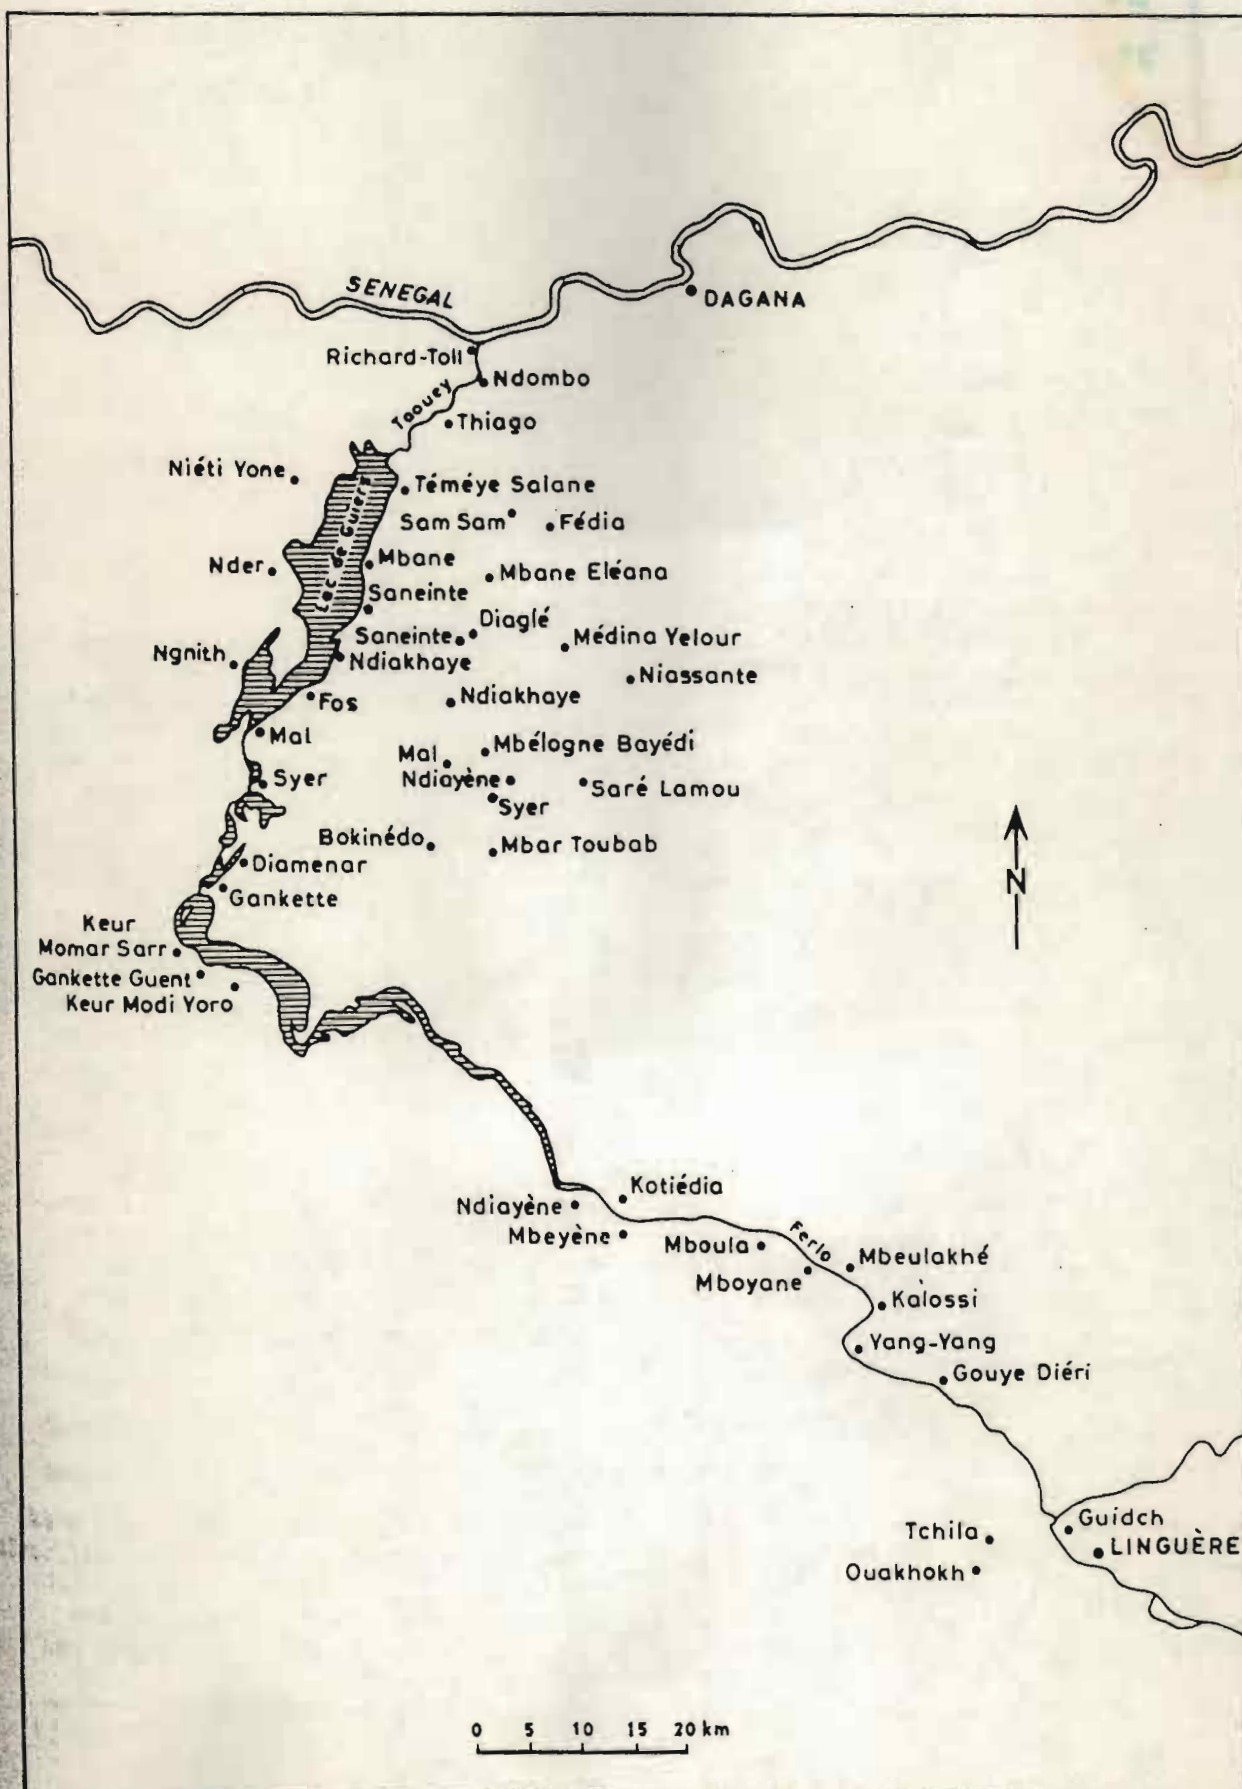 SENEGAL
DAGANA
Richard-Toll
Ndombo
Taouey
Thiago
Niéti Yone
Téméye Salane
Lac de Guiers
Sam Sam
Fédia
Nder
Mbane
Mbane Eléana
Saneinte
Diaglé
Saneinte
Médina Yelour
Ngnith
Ndiakhaye
Niassante
Fos
Ndiakhaye
Mal
Mal
Mbélogne Bayédi
Syer
Ndiayène
Saré Lamou
Syer
Bokinédo
Mbar Toubab
Diamenar
N
Gankette
Keur
Momar Sarr
Gankette Guent
Keur Modi Yoro
Kotiédia
Ndiayène
Mbeyène
Mboula
Ferlo
Mbeulakhé
Mboyane
Kalossi
Yang-Yang
Gouye Diéri
Guidch
Tchila
LINGUÈRE
Ouakhokh
0 5 10 15 20 km